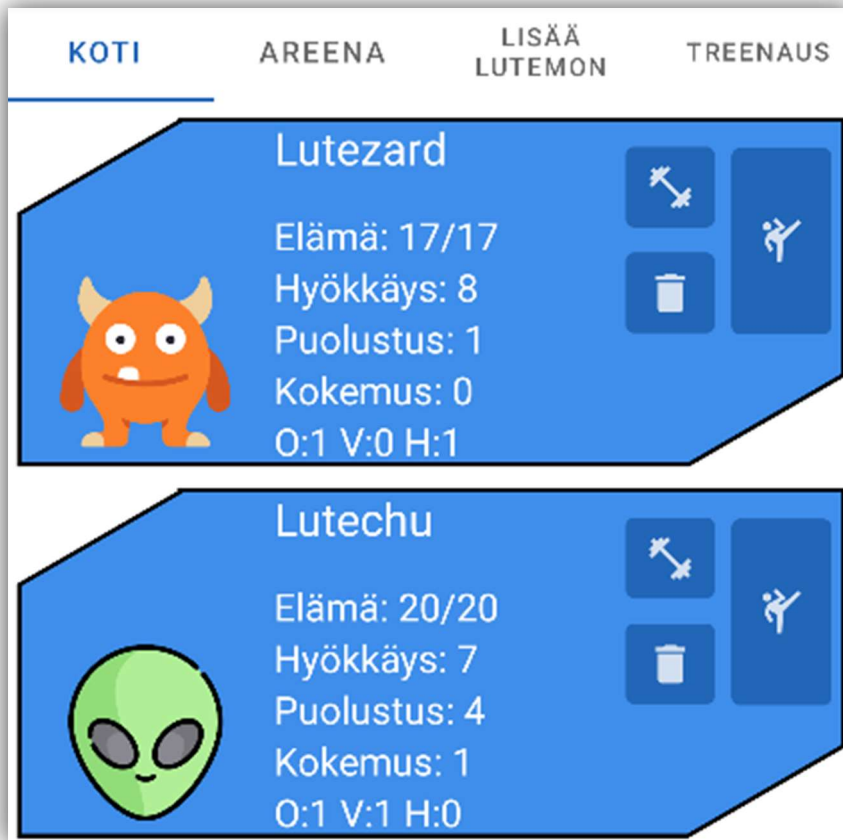 KOTI
AREENA
LISÄÄ
LUTEMON
TREENAUS
Lutezard
Elämä: 17/17
Hyökkäys: 8
Puolustus: 1
Kokemus: 0
O:1 V:0 H:1
Lutechu
Elämä: 20/20
Hyökkäys: 7
Puolustus: 4
Kokemus: 1
O:1 V:1 H:0